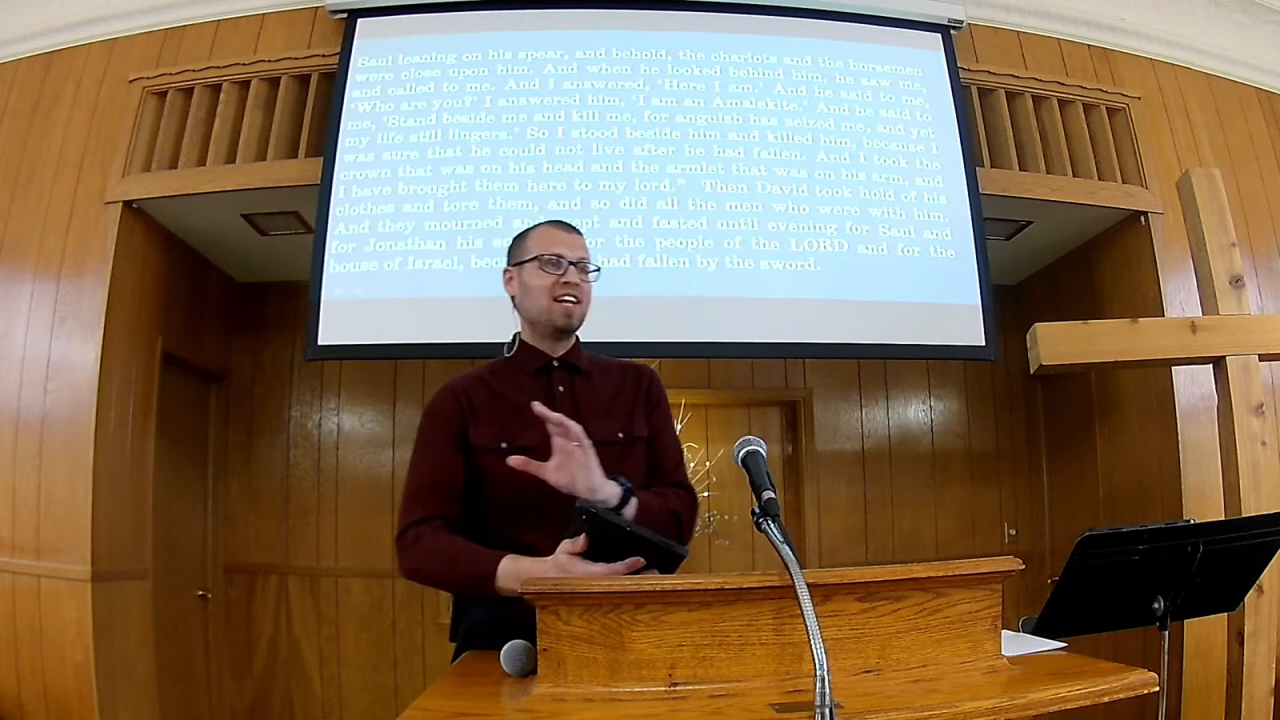 Saul leaning on his spear, and behold, the chariots and the horsemen
were close upon him. And when he looked behind him, he saw me,
and called to me. And I answered, ‘Here I am.’ And he said to me,
‘Who are you?’ I answered him, ‘I am an Amalekite.’ And he said to
me, ‘Stand beside me and kill me, for anguish has seized me, and yet
my life still lingers.’ So I stood beside him and killed him, because I
was sure that he could not live after he had fallen. And I took the
crown that was on his head and the armlet that was on his arm, and
I have brought them here to my lord.” Then David took hold of his
clothes and tore them, and so did all the men who were with him.
And they mourned and wept and fasted until evening for Saul and
for Jonathan his for the people of the LORD and for the
house of Israel, had fallen by the sword.